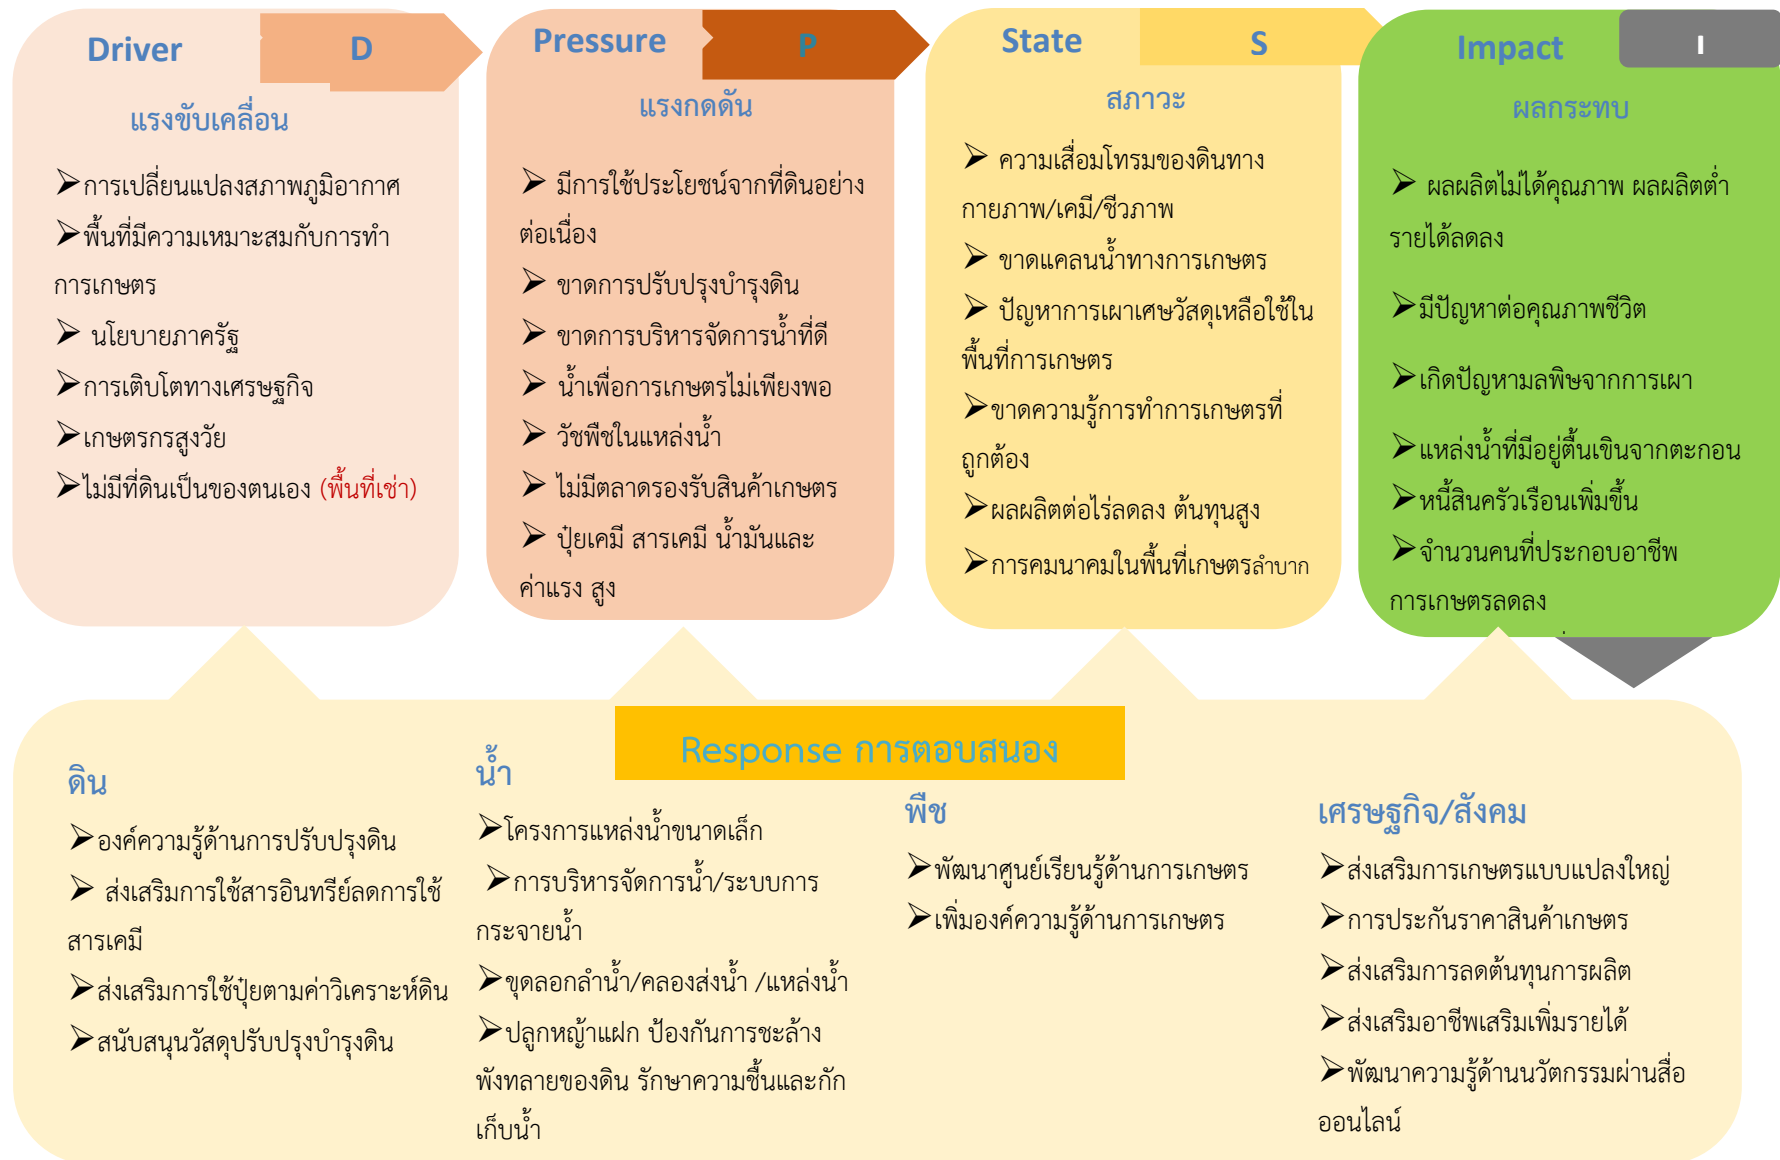 Driver
D
แรงขับเคลื่อน
➢การเปลี่ยนแปลงสภาพภูมิอากาศ
➢พื้นที่มีความเหมาะสมกับการทำ
การเกษตร
➢ นโยบายภาครัฐ
➢การเติบโตทางเศรษฐกิจ
➢เกษตรกรสูงวัย
➢ไม่มีที่ดินเป็นของตนเอง (พื้นที่เช่า)
Pressure
P
แรงกดดัน
➢ มีการใช้ประโยชน์จากที่ดินอย่าง
ต่อเนื่อง
➢ ขาดการปรับปรุงบำรุงดิน
➢ ขาดการบริหารจัดการน้ำที่ดี
➢ น้ำเพื่อการเกษตรไม่เพียงพอ
➢ วัชพืชในแหล่งน้ำ
➢ ไม่มีตลาดรองรับสินค้าเกษตร
➢ ปุ๋ยเคมี สารเคมี น้ำมันและ
ค่าแรง สูง
State
S
สภาวะ
➢ ความเสื่อมโทรมของดินทาง
กายภาพ/เคมี/ชีวภาพ
➢ ขาดแคลนน้ำทางการเกษตร
➢ ปัญหาการเผาเศษวัสดุเหลือใช้ใน
พื้นที่การเกษตร
➢ขาดความรู้การทำการเกษตรที่
ถูกต้อง
➢ผลผลิตต่อไร่ลดลง ต้นทุนสูง
➢การคมนาคมในพื้นที่เกษตรลำบาก
Impact
I
ผลกระทบ
➢ ผลผลิตไม่ได้คุณภาพ ผลผลิตต่ำ
รายได้ลดลง
➢มีปัญหาต่อคุณภาพชีวิต
➢เกิดปัญหามลพิษจากการเผา
➢แหล่งน้ำที่มีอยู่ตื้นเขินจากตะกอน
➢หนี้สินครัวเรือนเพิ่มขึ้น
➢จำนวนคนที่ประกอบอาชีพ
การเกษตรลดลง
Response การตอบสนอง
ดิน
➢องค์ความรู้ด้านการปรับปรุงดิน
➢ ส่งเสริมการใช้สารอินทรีย์ลดการใช้
สารเคมี
➢ส่งเสริมการใช้ปุ๋ยตามค่าวิเคราะห์ดิน
➢สนับสนุนวัสดุปรับปรุงบำรุงดิน
น้ำ
➢โครงการแหล่งน้ำขนาดเล็ก
➢การบริหารจัดการน้ำ/ระบบการ
กระจายน้ำ
➢ขุดลอกลำน้ำ/คลองส่งน้ำ /แหล่งน้ำ
➢ปลูกหญ้าแฝก ป้องกันการชะล้าง
พังทลายของดิน รักษาความชื้นและกัก
เก็บน้ำ
พืช
➢พัฒนาศูนย์เรียนรู้ด้านการเกษตร
➢เพิ่มองค์ความรู้ด้านการเกษตร
เศรษฐกิจ/สังคม
➢ส่งเสริมการเกษตรแบบแปลงใหญ่
➢การประกันราคาสินค้าเกษตร
➢ส่งเสริมการลดต้นทุนการผลิต
➢ส่งเสริมอาชีพเสริมเพิ่มรายได้
➢พัฒนาความรู้ด้านนวัตกรรมผ่านสื่อ
ออนไลน์